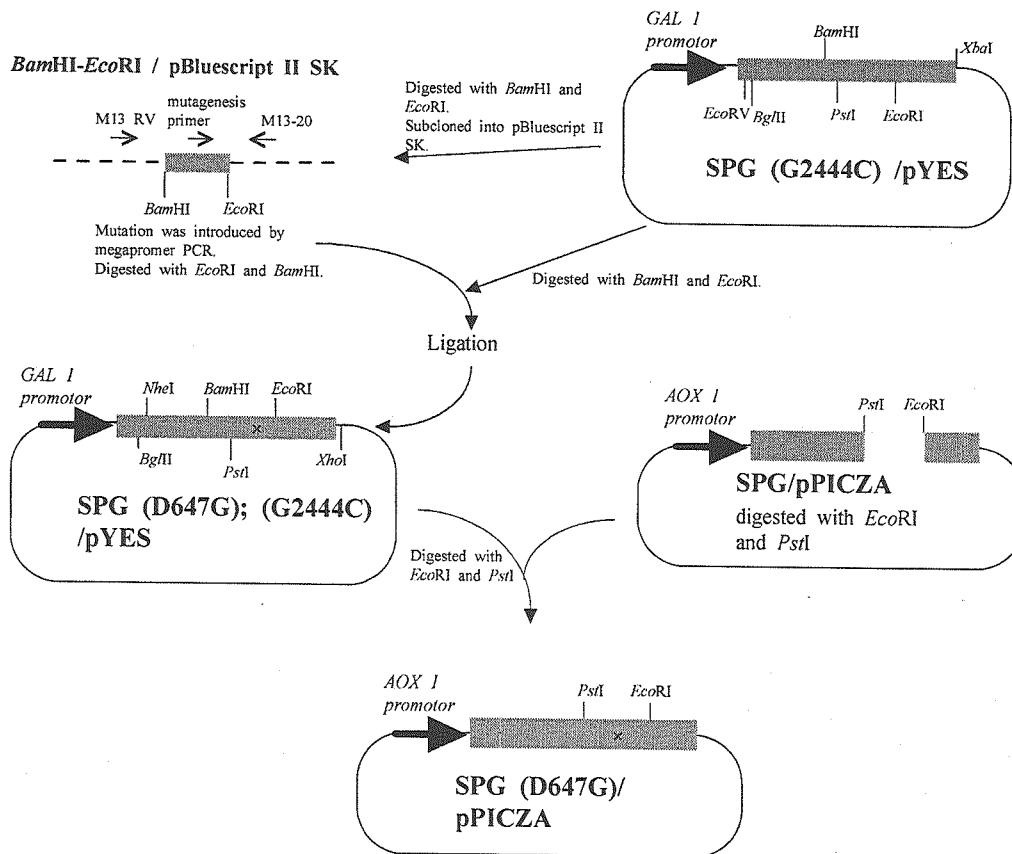 BamHI-EcoRI / pBluescript II SK
mutagenesis
M13 RV primer M13-20
BamHI EcoRI
Mutation was introduced by
megapromer PCR.
Digested with EcoRI and BamHI.
Digested with BamHI and
EcoRI.
Subcloned into pBluescript II
SK.
GAL 1
promotor
BamHI
XbaI
EcoRV BglII PstI EcoRI
SPG (G2444C) /pYES
Digested with BamHI and EcoRI.
Ligation
GAL 1
promotor
NheI BamHI EcoRI
×
BglII PstI XhoI
SPG (D647G); (G2444C)
/pYES
Digested with
EcoRI and PstI
AOX 1
promotor
PstI EcoRI
SPG/pPICZA
digested with EcoRI
and PstI
AOX 1
promotor
PstI EcoRI
×
SPG (D647G)/
pPICZA